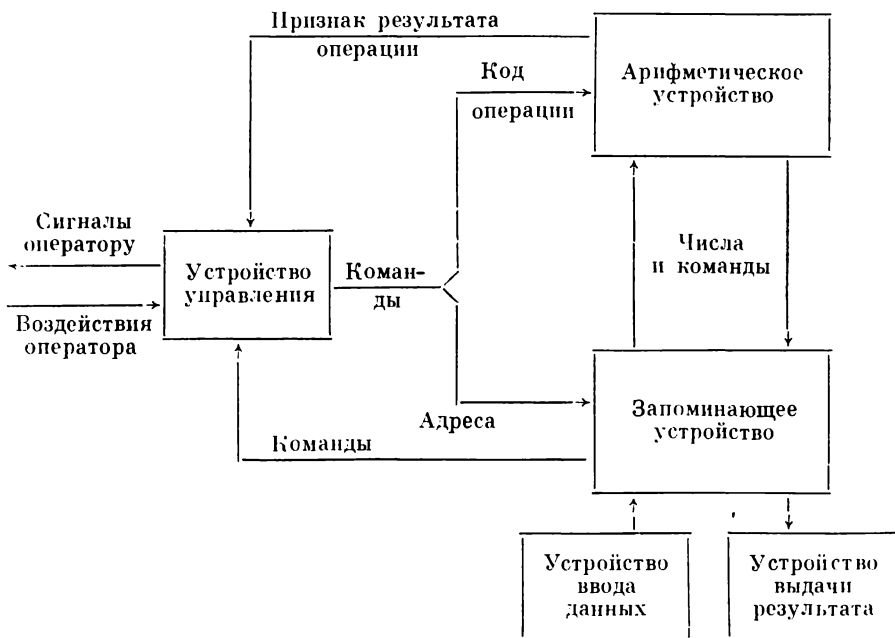 Признак результата
операции
Код
операции
Арифметическое
устройство
Сигналы
оператору
Устройство
управления
Коман-
ды
Числа
и команды
Воздействия
оператора
Адреса
Запоминающее
устройство
Команды
Устройство
ввода
данных
Устройство
выдачи
результата